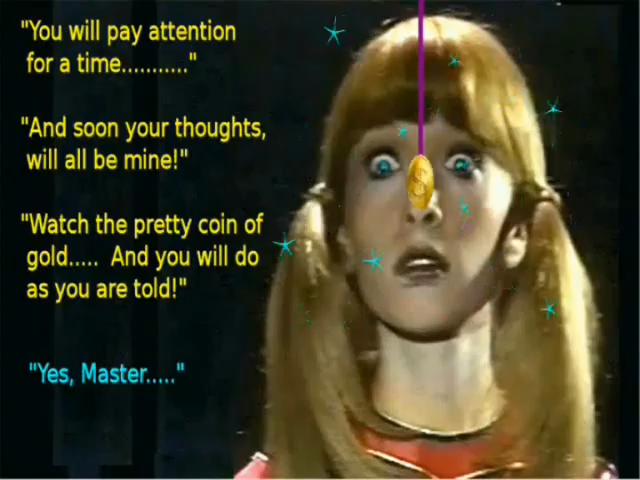 "You will pay attention
for a time..........."
"And soon your thoughts,
will all be mine!"
"Watch the pretty coin of
gold..... And you will do
as you are told!"
"Yes, Master....."
$